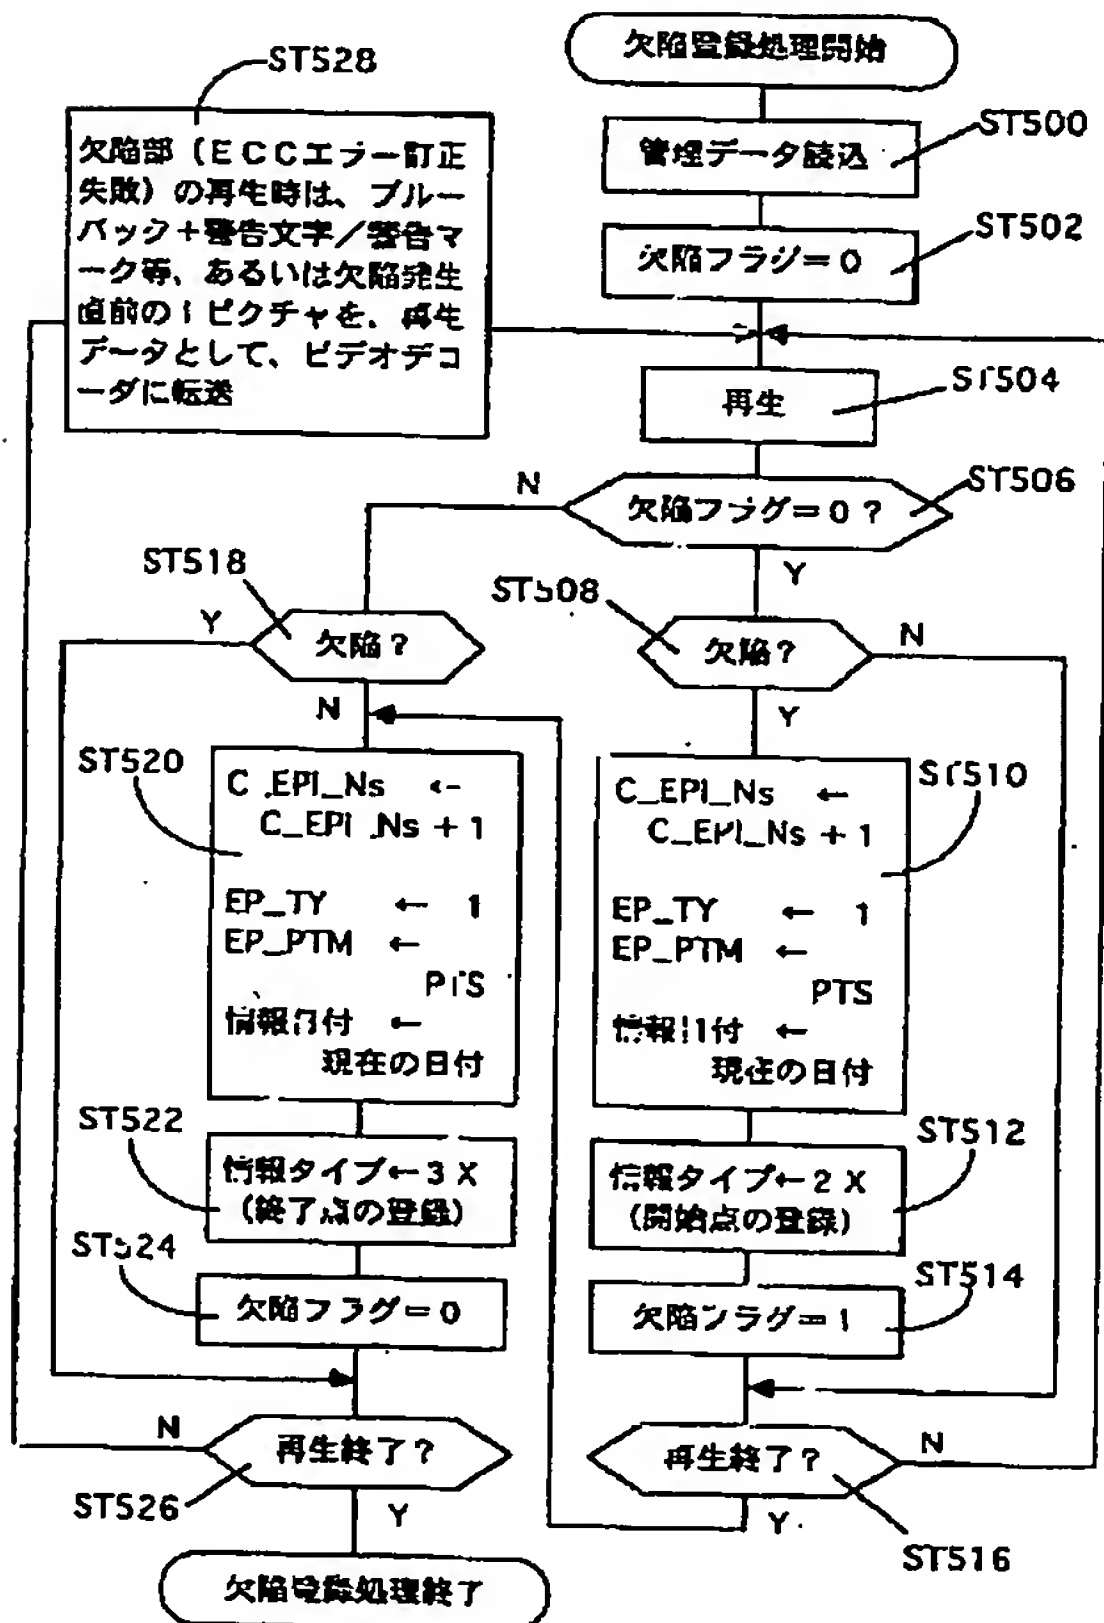 欠陥登録処理開始
ST500
管理データ読込
ST502
欠陥フラグ=0
ST528
欠陥部(ECCエラー訂正
失敗)の再生時は、ブルー
バック+警告文字/警告マ
ーク等、あるいは欠陥発生
直前の1ピクチャを、再生
データとして、ビデオデコ
ーダに転送
ST504
再生
ST506
欠陥フラグ=0?
N
Y
ST518
欠陥?
Y
N
ST508
欠陥?
N
Y
ST520
C_EPI_Ns ←
C_EPI_Ns + 1
EP_TY ← 1
EP_PTM ←
PTS
情報日付 ←
現在の日付
ST510
C_EPI_Ns ←
C_EPI_Ns + 1
EP_TY ← 1
EP_PTM ←
PTS
情報日付 ←
現在の日付
ST522
情報タイプ←3X
(終了点の登録)
ST512
情報タイプ←2X
(開始点の登録)
ST524
欠陥フラグ=0
ST514
欠陥フラグ=1
N
再生終了?
ST526
Y
再生終了?
N
Y
ST516
欠陥登録処理終了